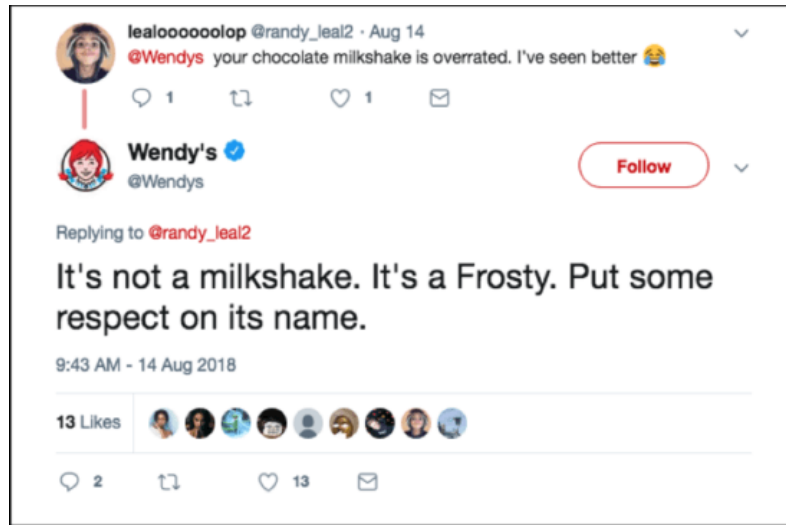 lealoooooolop @randy_leal2 · Aug 14
@Wendys your chocolate milkshake is overrated. I've seen better 😂
1 1
Wendy's
@Wendys
Follow
Replying to @randy_leal2
It's not a milkshake. It's a Frosty. Put some
respect on its name.
9:43 AM - 14 Aug 2018
13 Likes
2 13